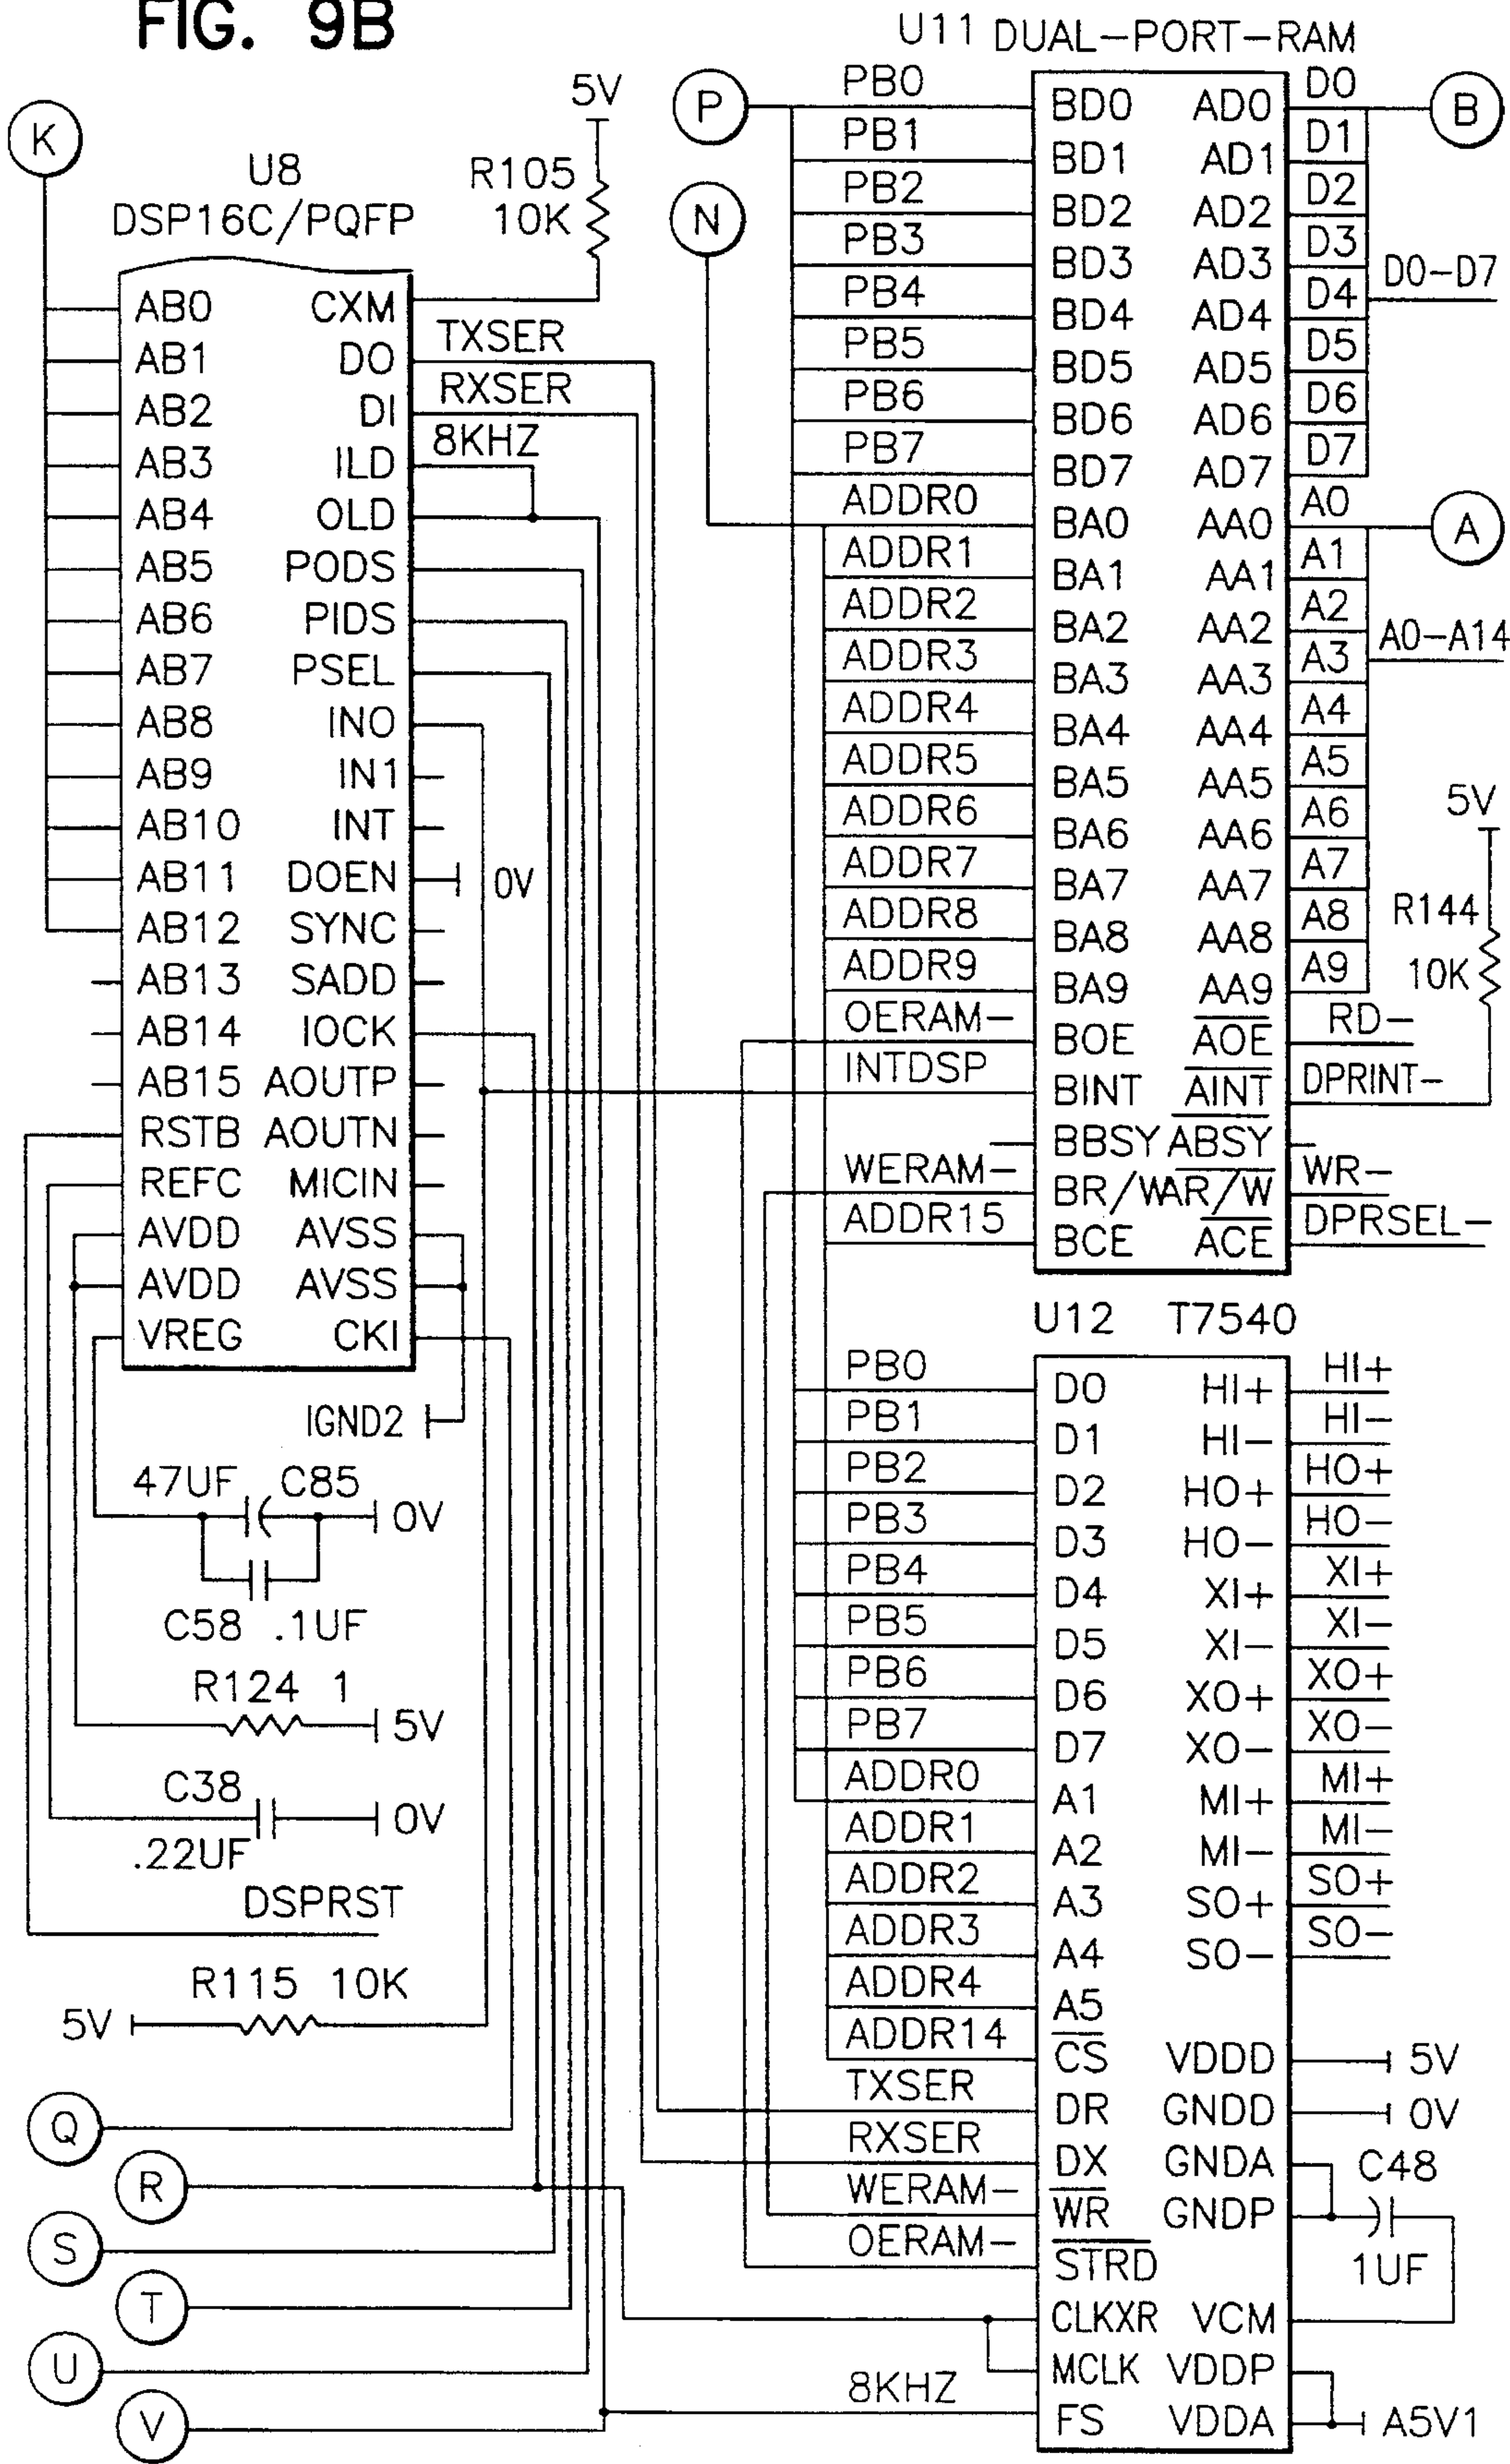 FIG. 9B
K
U8
DSP16C/PQFP
5V
R105
10K
AB0 CXM
TXSER
AB1 DO
RXSER
AB2 DI
8KHZ
AB3 ILD
AB4 OLD
AB5 PODS
AB6 PIDS
AB7 PSEL
AB8 INO
AB9 IN1
AB10 INT
AB11 DOEN 0V
AB12 SYNC
AB13 SADD
AB14 IOCK
AB15 AOUTP
RSTB AOUTN
REFC MICIN
AVDD AVSS
AVDD AVSS
VREG CKI
IGND2
47UF C85
0V
C58 .1UF
R124 1
5V
C38
0V
.22UF
DSPRST
R115 10K
5V
Q
R
S
T
U
V
U11 DUAL-PORT-RAM
P
N
PB0 BD0 AD0 D0 B
PB1 BD1 AD1 D1
PB2 BD2 AD2 D2
PB3 BD3 AD3 D3
D0-D7
PB4 BD4 AD4 D4
PB5 BD5 AD5 D5
PB6 BD6 AD6 D6
PB7 BD7 AD7 D7
ADDR0 BA0 AA0 A0 A
ADDR1 BA1 AA1 A1
ADDR2 BA2 AA2 A2
A0-A14
ADDR3 BA3 AA3 A3
ADDR4 BA4 AA4 A4
ADDR5 BA5 AA5 A5
5V
ADDR6 BA6 AA6 A6
ADDR7 BA7 AA7 A7
ADDR8 BA8 AA8 A8
R144
10K
ADDR9 BA9 AA9 A9
OERAM- BOE AOE RD-
INTDSP BINT AINT DPRINT-
BBSY ABSY
WERAM- BR/W AR/W WR-
ADDR15 BCE ACE DPRSEL-
U12 T7540
PB0 D0 HI+ HI+
PB1 D1 HI- HI-
PB2 D2 HO+ HO+
PB3 D3 HO- HO-
PB4 D4 XI+ XI+
PB5 D5 XI- XI-
PB6 D6 XO+ XO+
PB7 D7 XO- XO-
ADDR0 A1 MI+ MI+
ADDR1 A2 MI- MI-
ADDR2 A3 SO+ SO+
ADDR3 A4 SO- SO-
ADDR4 A5
ADDR14 CS VDDD 5V
TXSER DR GNDD 0V
RXSER DX GNDA C48
WERAM- WR GNDP
1UF
OERAM- STRD
CLKXR VCM
MCLK VDDP
8KHZ FS VDDA A5V1